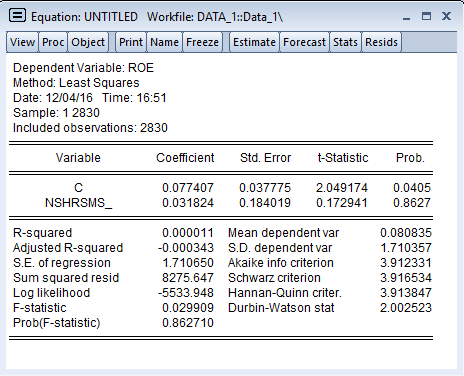 Equation: UNTITLED Workfile: DATA_1::Data_1\
View Proc Object Print Name Freeze Estimate Forecast Stats Resids
Dependent Variable: ROE
Method: Least Squares
Date: 12/04/16 Time: 16:51
Sample: 1 2830
Included observations: 2830
Variable Coefficient Std. Error t-Statistic Prob.
C 0.077407 0.037775 2.049174 0.0405
NSHRSMS_ 0.031824 0.184019 0.172941 0.8627
R-squared 0.000011 Mean dependent var 0.080835
Adjusted R-squared -0.000343 S.D. dependent var 1.710357
S.E. of regression 1.710650 Akaike info criterion 3.912331
Sum squared resid 8275.647 Schwarz criterion 3.916534
Log likelihood -5533.948 Hannan-Quinn criter. 3.913847
F-statistic 0.029909 Durbin-Watson stat 2.002523
Prob(F-statistic) 0.862710